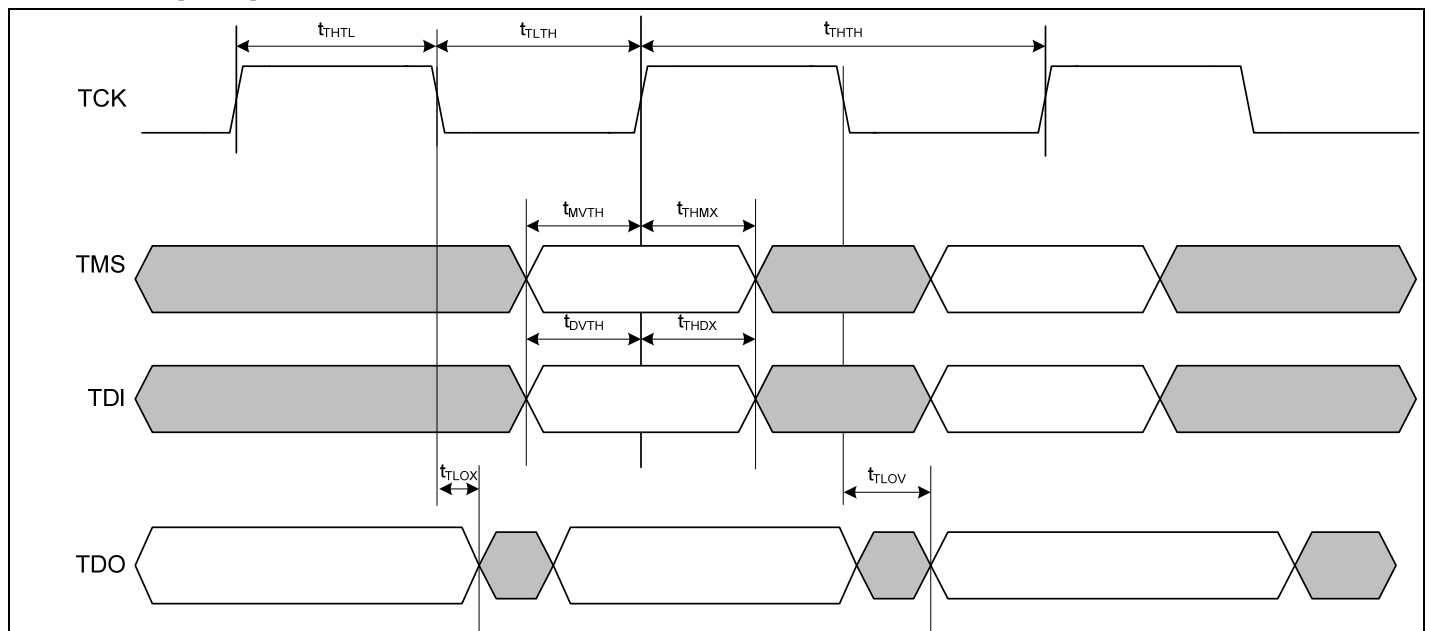 tTHTL tTLTH tTHTH
TCK
tMVTH tTHMX
TMS
tDVTH tTHDX
TDI
tTLOX tTLOV
TDO